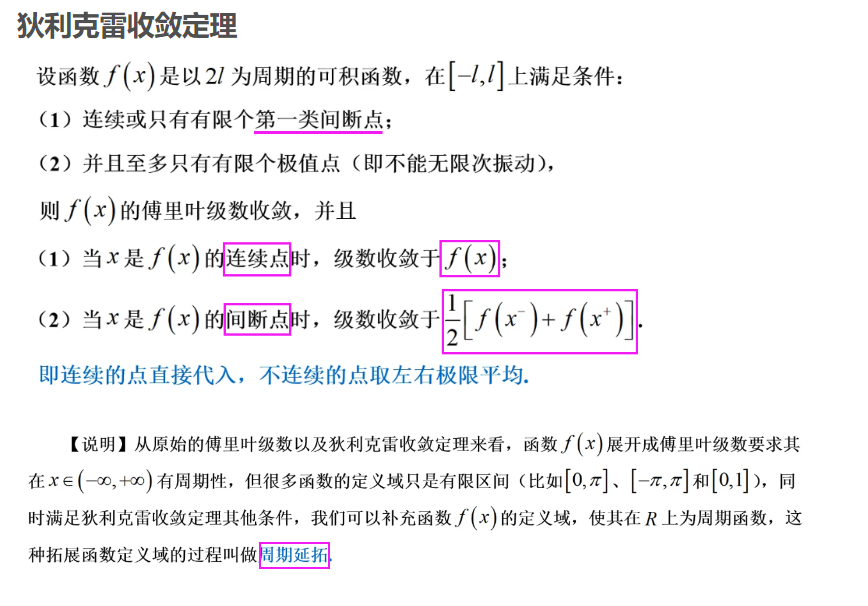 狄利克雷收敛定理
设函数 f(x) 是以 2l 为周期的可积函数，在[-l,l]上满足条件：
（1）连续或只有有限个第一类间断点；
（2）并且至多只有有限个极值点（即不能无限次振动），
则 f(x) 的傅里叶级数收敛，并且
（1）当 x 是 f(x) 的连续点时，级数收敛于 f(x)；
（2）当 x 是 f(x) 的间断点时，级数收敛于 1/2[f(x⁻)+f(x⁺)].
即连续的点直接代入，不连续的点取左右极限平均.
【说明】从原始的傅里叶级数以及狄利克雷收敛定理来看，函数 f(x) 展开成傅里叶级数要求其
在 x∈(-∞,+∞) 有周期性，但很多函数的定义域只是有限区间（比如[0,π]、[-π,π]和[0,1]），同
时满足狄利克雷收敛定理其他条件，我们可以补充函数 f(x) 的定义域，使其在 R 上为周期函数，这
种拓展函数定义域的过程叫做周期延拓.